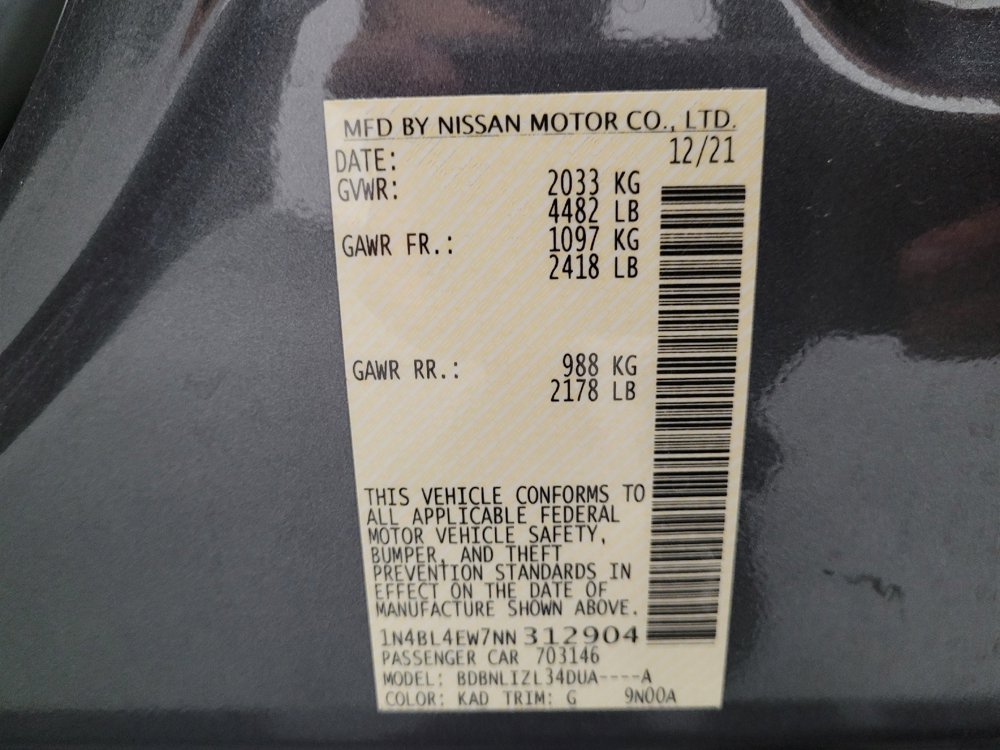 MFD BY NISSAN MOTOR CO., LTD.
DATE: 12/21
GVWR: 2033 KG
4482 LB
GAWR FR.: 1097 KG
2418 LB
GAWR RR.: 988 KG
2178 LB
THIS VEHICLE CONFORMS TO
ALL APPLICABLE FEDERAL
MOTOR VEHICLE SAFETY,
BUMPER, AND THEFT
PREVENTION STANDARDS IN
EFFECT ON THE DATE OF
MANUFACTURE SHOWN ABOVE.
1N4BL4EW7NN312904
PASSENGER CAR 703146
MODEL: BDBNLIZL34DUA----A
COLOR: KAD TRIM: G 9N00A